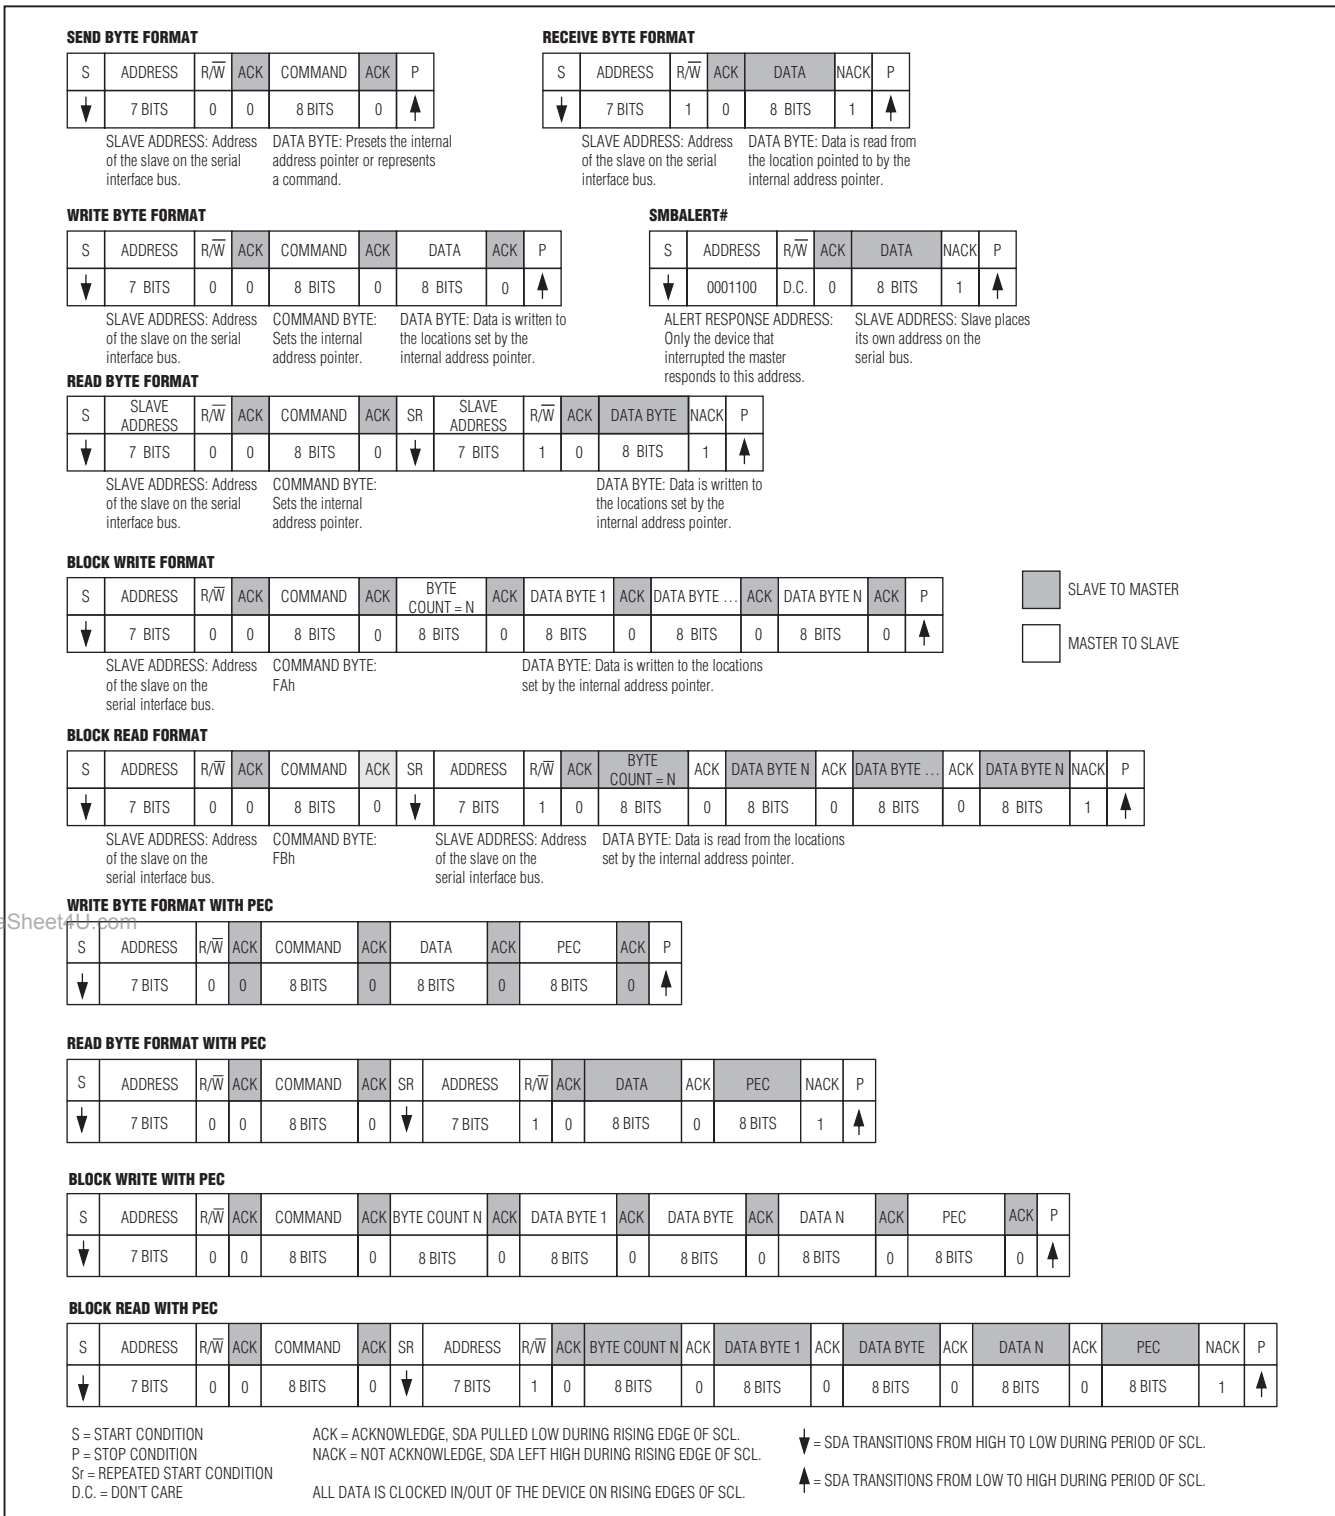 SEND BYTE FORMAT
S ADDRESS R/W̅ ACK COMMAND ACK P
7 BITS 0 0 8 BITS 0
SLAVE ADDRESS: Address
of the slave on the serial
interface bus.
DATA BYTE: Presets the internal
address pointer or represents
a command.
RECEIVE BYTE FORMAT
S ADDRESS R/W̅ ACK DATA NACK P
7 BITS 1 0 8 BITS 1
SLAVE ADDRESS: Address
of the slave on the serial
interface bus.
DATA BYTE: Data is read from
the location pointed to by the
internal address pointer.
WRITE BYTE FORMAT
S ADDRESS R/W̅ ACK COMMAND ACK DATA ACK P
7 BITS 0 0 8 BITS 0 8 BITS 0
SLAVE ADDRESS: Address
of the slave on the serial
interface bus.
COMMAND BYTE:
Sets the internal
address pointer.
DATA BYTE: Data is written to
the locations set by the
internal address pointer.
SMBALERT#
S ADDRESS R/W̅ ACK DATA NACK P
0001100 D.C. 0 8 BITS 1
ALERT RESPONSE ADDRESS:
Only the device that
interrupted the master
responds to this address.
SLAVE ADDRESS: Slave places
its own address on the
serial bus.
READ BYTE FORMAT
S SLAVE ADDRESS R/W̅ ACK COMMAND ACK SR SLAVE ADDRESS R/W̅ ACK DATA BYTE NACK P
7 BITS 0 0 8 BITS 0 7 BITS 1 0 8 BITS 1
SLAVE ADDRESS: Address
of the slave on the serial
interface bus.
COMMAND BYTE:
Sets the internal
address pointer.
DATA BYTE: Data is written to
the locations set by the
internal address pointer.
BLOCK WRITE FORMAT
S ADDRESS R/W̅ ACK COMMAND ACK BYTE COUNT = N ACK DATA BYTE 1 ACK DATA BYTE ... ACK DATA BYTE N ACK P
7 BITS 0 0 8 BITS 0 8 BITS 0 8 BITS 0 8 BITS 0 8 BITS 0
SLAVE ADDRESS: Address
of the slave on the
serial interface bus.
COMMAND BYTE:
FAh
DATA BYTE: Data is written to the locations
set by the internal address pointer.
SLAVE TO MASTER
MASTER TO SLAVE
BLOCK READ FORMAT
S ADDRESS R/W̅ ACK COMMAND ACK SR ADDRESS R/W̅ ACK BYTE COUNT = N ACK DATA BYTE N ACK DATA BYTE ... ACK DATA BYTE N NACK P
7 BITS 0 0 8 BITS 0 7 BITS 1 0 8 BITS 0 8 BITS 0 8 BITS 0 8 BITS 1
SLAVE ADDRESS: Address
of the slave on the
serial interface bus.
COMMAND BYTE:
FBh
SLAVE ADDRESS: Address
of the slave on the
serial interface bus.
DATA BYTE: Data is read from the locations
set by the internal address pointer.
WRITE BYTE FORMAT WITH PEC
aSheet4U.com
S ADDRESS R/W̅ ACK COMMAND ACK DATA ACK PEC ACK P
7 BITS 0 0 8 BITS 0 8 BITS 0 8 BITS 0
READ BYTE FORMAT WITH PEC
S ADDRESS R/W̅ ACK COMMAND ACK SR ADDRESS R/W̅ ACK DATA ACK PEC NACK P
7 BITS 0 0 8 BITS 0 7 BITS 1 0 8 BITS 0 8 BITS 1
BLOCK WRITE WITH PEC
S ADDRESS R/W̅ ACK COMMAND ACK BYTE COUNT N ACK DATA BYTE 1 ACK DATA BYTE ACK DATA N ACK PEC ACK P
7 BITS 0 0 8 BITS 0 8 BITS 0 8 BITS 0 8 BITS 0 8 BITS 0 8 BITS 0
BLOCK READ WITH PEC
S ADDRESS R/W̅ ACK COMMAND ACK SR ADDRESS R/W̅ ACK BYTE COUNT N ACK DATA BYTE 1 ACK DATA BYTE ACK DATA N ACK PEC NACK P
7 BITS 0 0 8 BITS 0 7 BITS 1 0 8 BITS 0 8 BITS 0 8 BITS 0 8 BITS 0 8 BITS 1
S = START CONDITION
P = STOP CONDITION
Sr = REPEATED START CONDITION
D.C. = DON'T CARE
ACK = ACKNOWLEDGE, SDA PULLED LOW DURING RISING EDGE OF SCL.
NACK = NOT ACKNOWLEDGE, SDA LEFT HIGH DURING RISING EDGE OF SCL.
ALL DATA IS CLOCKED IN/OUT OF THE DEVICE ON RISING EDGES OF SCL.
= SDA TRANSITIONS FROM HIGH TO LOW DURING PERIOD OF SCL.
= SDA TRANSITIONS FROM LOW TO HIGH DURING PERIOD OF SCL.